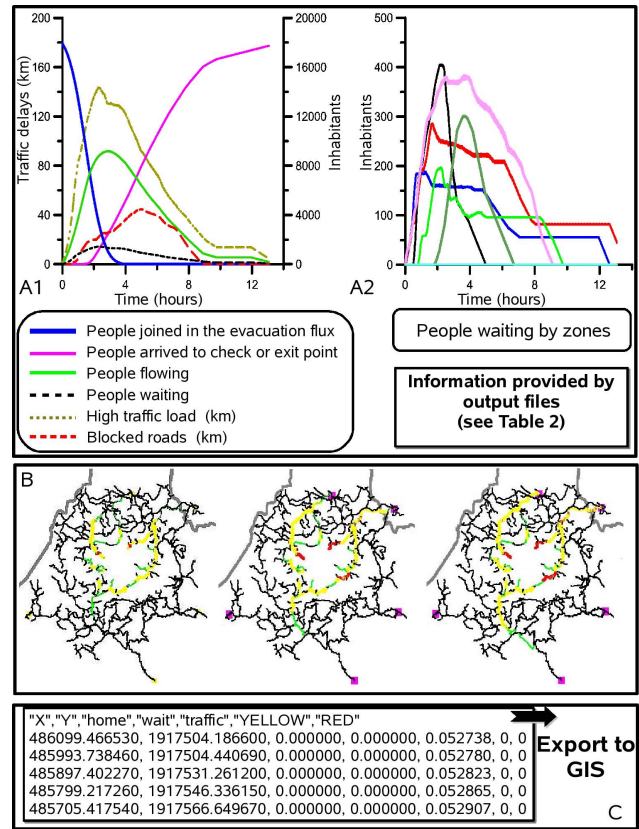 200
160
120
80
40
0
Traffic delays (km)
20000
16000
12000
8000
4000
0
Inhabitants
0
4
8
12
Time (hours)
A1
500
400
300
200
100
0
Inhabitants
0
4
8
12
Time (hours)
A2
People joined in the evacuation flux
People arrived to check or exit point
People flowing
People waiting
High traffic load (km)
Blocked roads (km)
People waiting by zones
Information provided by
output files
(see Table 2)
B
"X","Y","home","wait","traffic","YELLOW","RED"
486099.466530, 1917504.186600, 0.000000, 0.000000, 0.052738, 0, 0
485993.738460, 1917504.440690, 0.000000, 0.000000, 0.052780, 0, 0
485897.402270, 1917531.261200, 0.000000, 0.000000, 0.052823, 0, 0
485799.217260, 1917546.336150, 0.000000, 0.000000, 0.052865, 0, 0
485705.417540, 1917566.649670, 0.000000, 0.000000, 0.052907, 0, 0
Export to
GIS
C